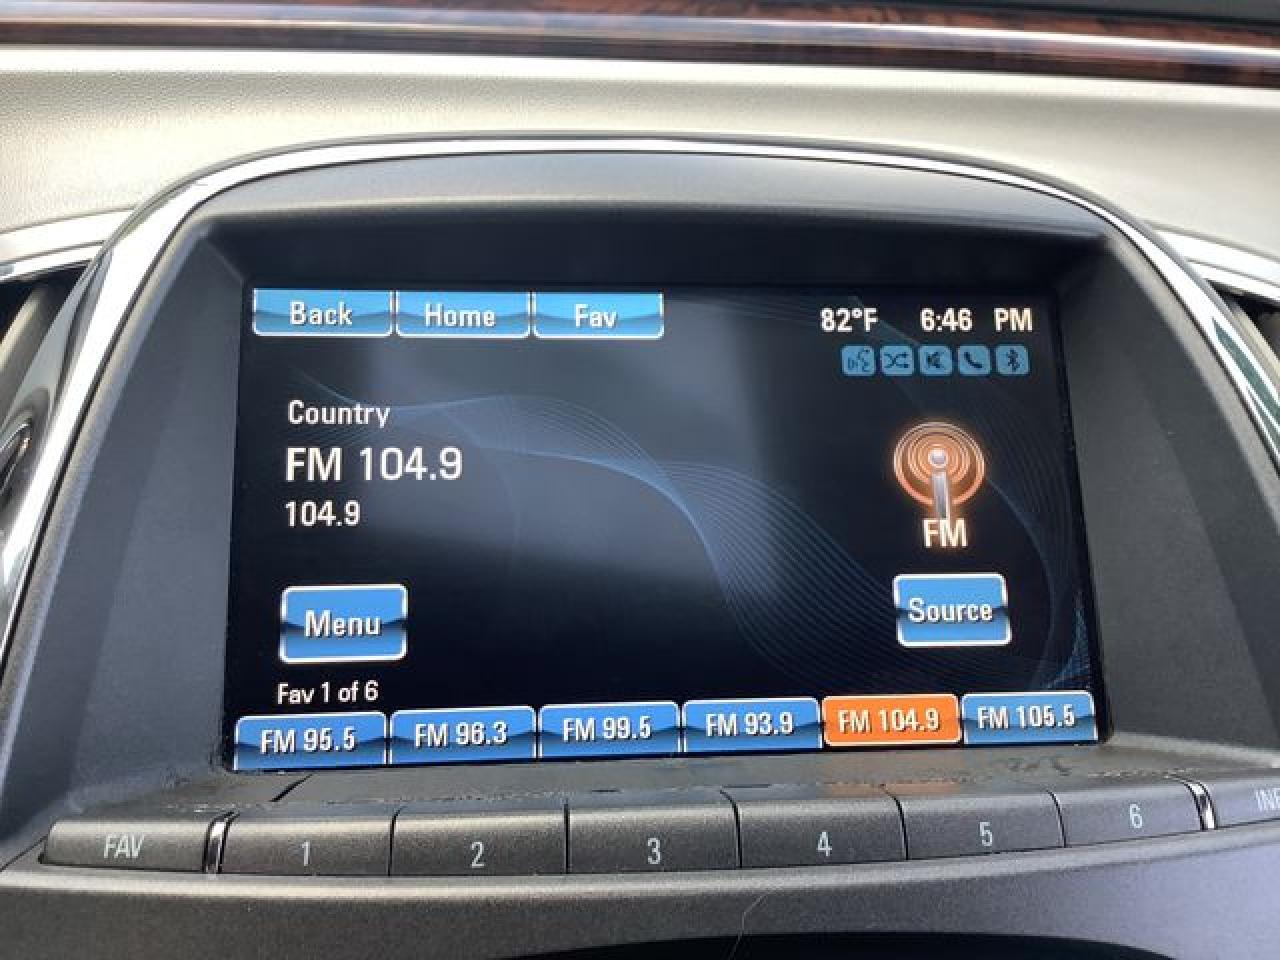 Back Home Fav 82°F 6:46 PM
Country
FM 104.9
104.9
FM
Menu Source
Fav 1 of 6
FM 95.5 FM 96.3 FM 99.5 FM 93.9 FM 104.9 FM 105.5
FAV 1 2 3 4 5 6